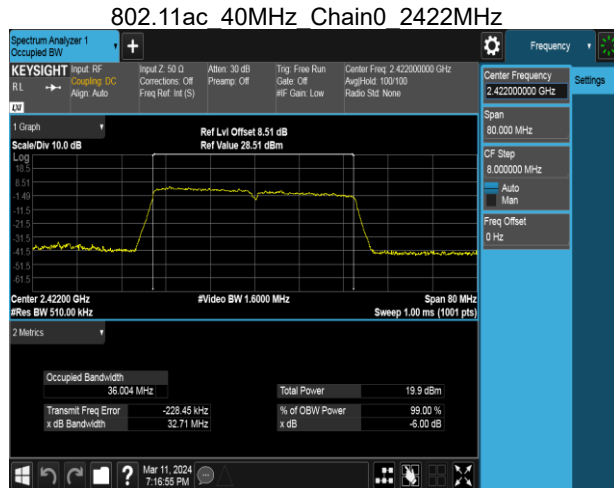 802.11ac_40MHz_Chain0_2422MHz
Spectrum Analyzer 1
Occupied BW
Frequency
KEYSIGHT
R L
LXI
Input: RF
Coupling: DC
Align: Auto
Input Z: 50 Ω
Corrections: Off
Freq Ref: Int (S)
Atten: 30 dB
Preamp: Off
Trig: Free Run
Gate: Off
#IF Gain: Low
Center Freq: 2.422000000 GHz
Avg|Hold: 100/100
Radio Std: None
Center Frequency
2.422000000 GHz
Settings
Span
80.000 MHz
CF Step
8.000000 MHz
Auto
Man
Freq Offset
0 Hz
1 Graph
Scale/Div 10.0 dB
Ref Lvl Offset 8.51 dB
Ref Value 28.51 dBm
Log
18.5
8.51
-1.49
-11.5
-21.5
-31.5
-41.5
-51.5
-61.5
Center 2.42200 GHz
#Video BW 1.6000 MHz
Span 80 MHz
#Res BW 510.00 kHz
Sweep 1.00 ms (1001 pts)
2 Metrics
Occupied Bandwidth
36.004 MHz
Total Power 19.9 dBm
Transmit Freq Error -228.45 kHz
% of OBW Power 99.00 %
x dB Bandwidth 32.71 MHz
x dB -6.00 dB
?
Mar 11, 2024
7:16:55 PM